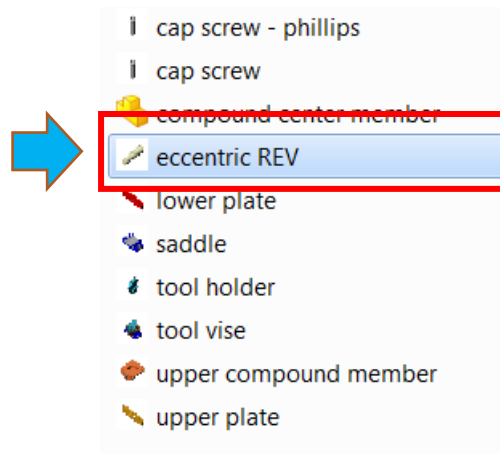 cap screw - phillips
cap screw
compound center member
eccentric REV
lower plate
saddle
tool holder
tool vise
upper compound member
upper plate